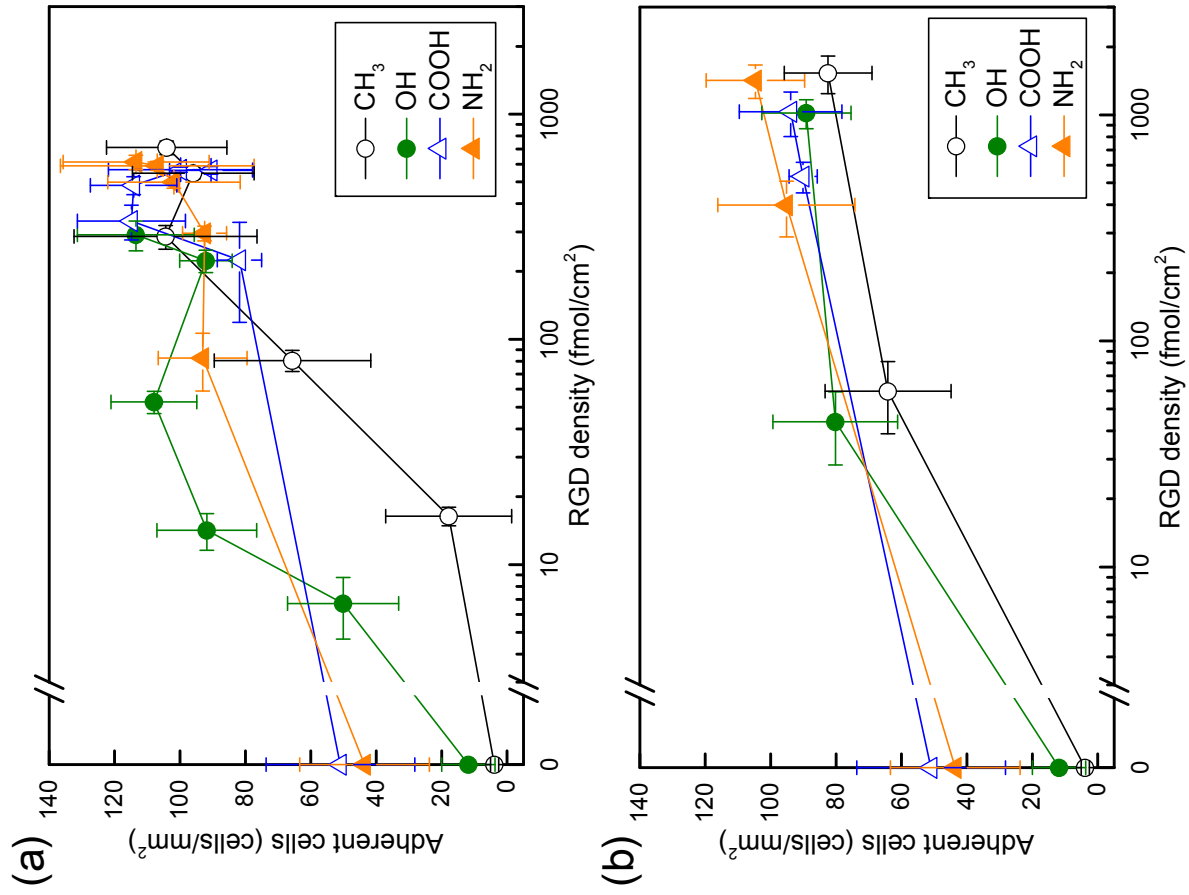 (a)
Adherent cells (cells/mm²)
140
120
100
80
60
40
20
0
0
10
100
1000
RGD density (fmol/cm²)
CH₃
OH
COOH
NH₂
(b)
Adherent cells (cells/mm²)
140
120
100
80
60
40
20
0
0
10
100
1000
RGD density (fmol/cm²)
CH₃
OH
COOH
NH₂